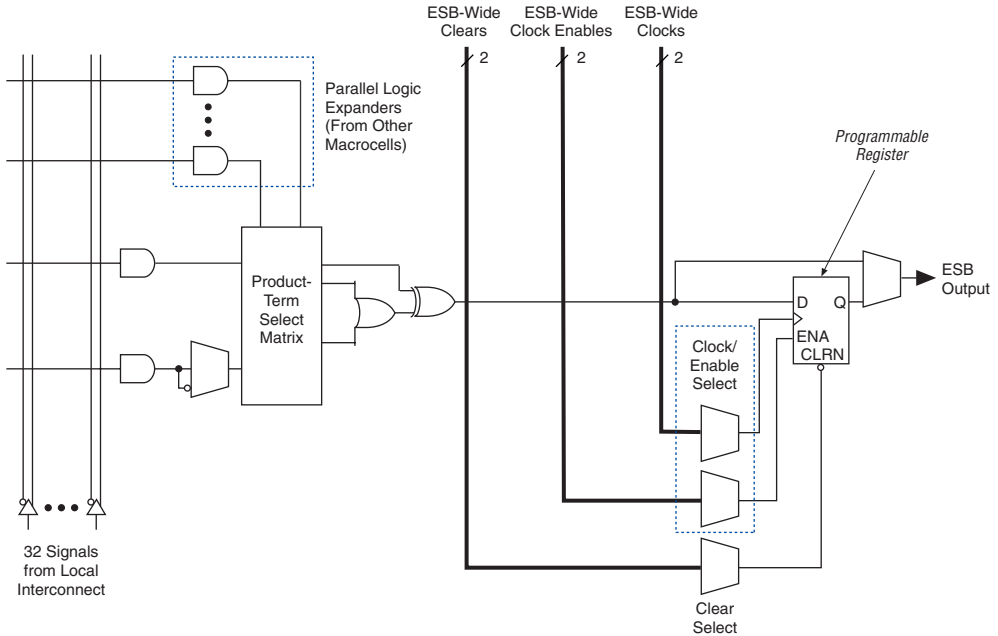 ESB-Wide
Clears
ESB-Wide
Clock Enables
ESB-Wide
Clocks
2
2
2
Parallel Logic
Expanders
(From Other
Macrocells)
Programmable
Register
Product-
Term
Select
Matrix
ESB
Output
D
Q
ENA
CLRN
Clock/
Enable
Select
32 Signals
from Local
Interconnect
Clear
Select